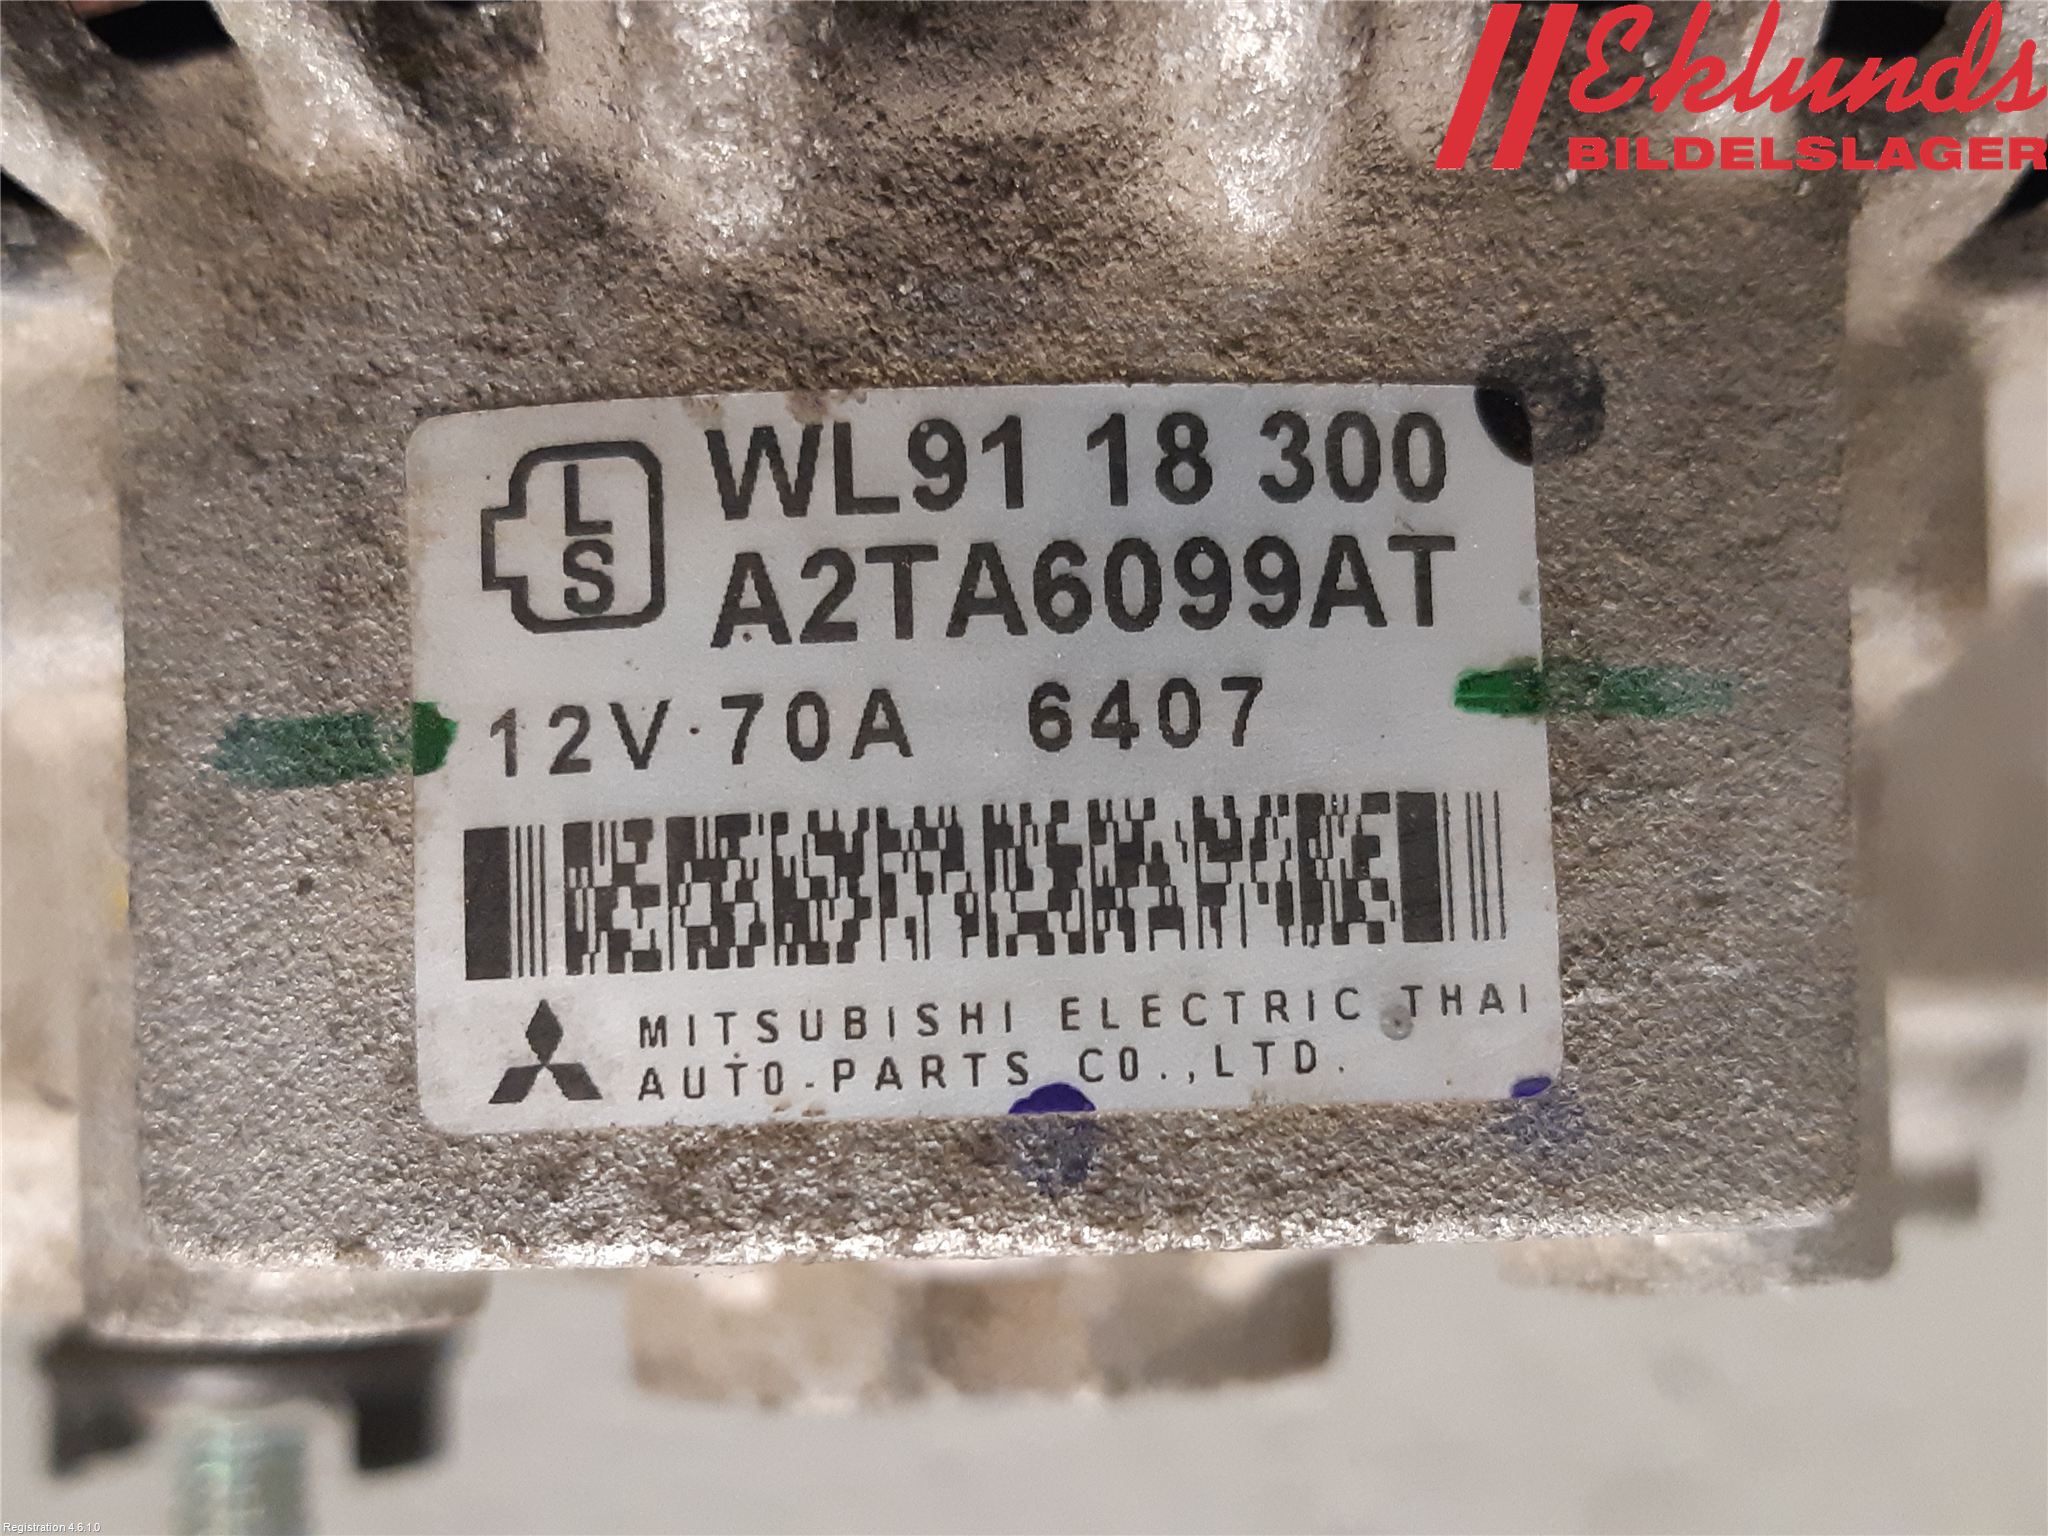 Eklunds
BILDELSLAGER
L
S
WL91 18 300
A2TA6099AT
12V 70A 6407
MITSUBISHI ELECTRIC THAI
AUTO-PARTS CO.,LTD.
Registration 4.6.1.0